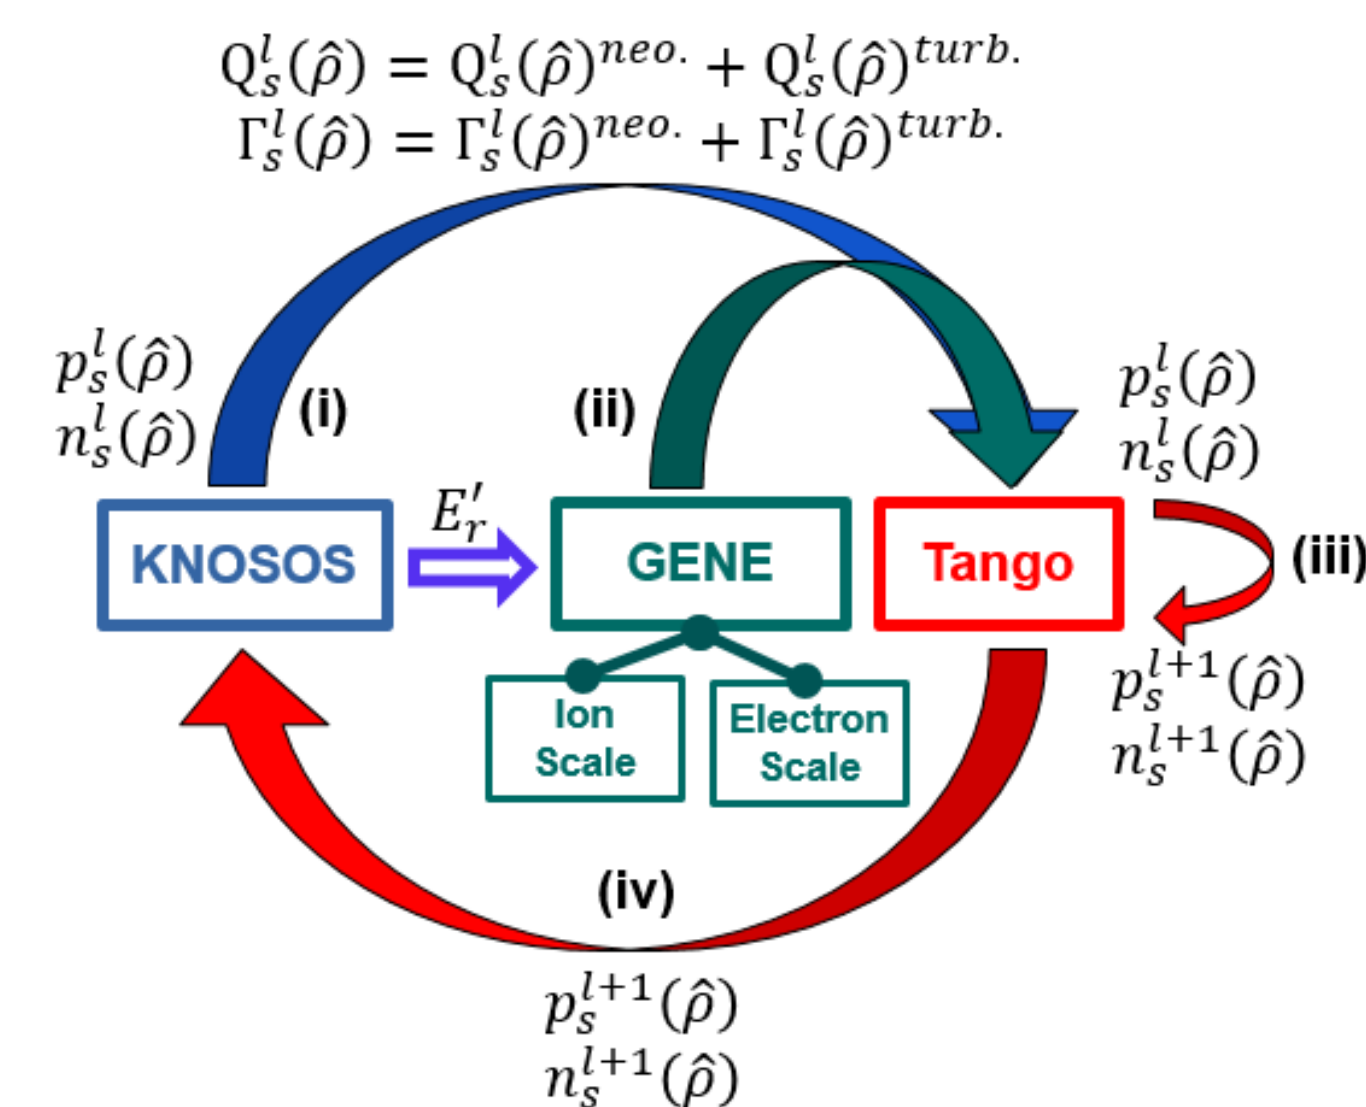 Q_s^l(ρ̂) = Q_s^l(ρ̂)^{neo.} + Q_s^l(ρ̂)^{turb.}
Γ_s^l(ρ̂) = Γ_s^l(ρ̂)^{neo.} + Γ_s^l(ρ̂)^{turb.}
p_s^l(ρ̂)
n_s^l(ρ̂)
(i)
(ii)
p_s^l(ρ̂)
n_s^l(ρ̂)
E_r'
KNOSOS
GENE
Tango
(iii)
Ion
Scale
Electron
Scale
p_s^{l+1}(ρ̂)
n_s^{l+1}(ρ̂)
(iv)
p_s^{l+1}(ρ̂)
n_s^{l+1}(ρ̂)